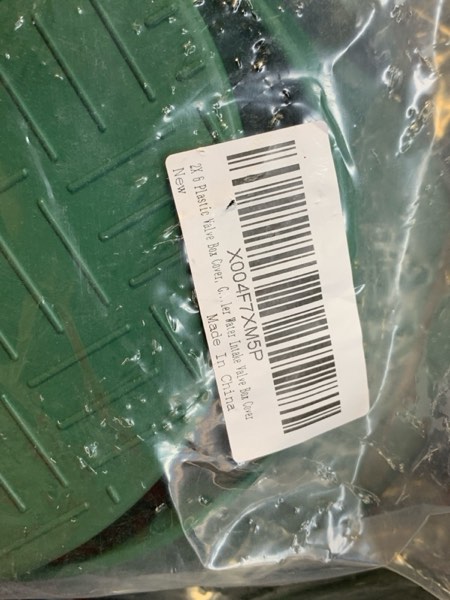 X004F7XM5P
2X 6 Plastic Valve Box Cover, G...ler Water Intake Valve Box Cover
New
Made In China